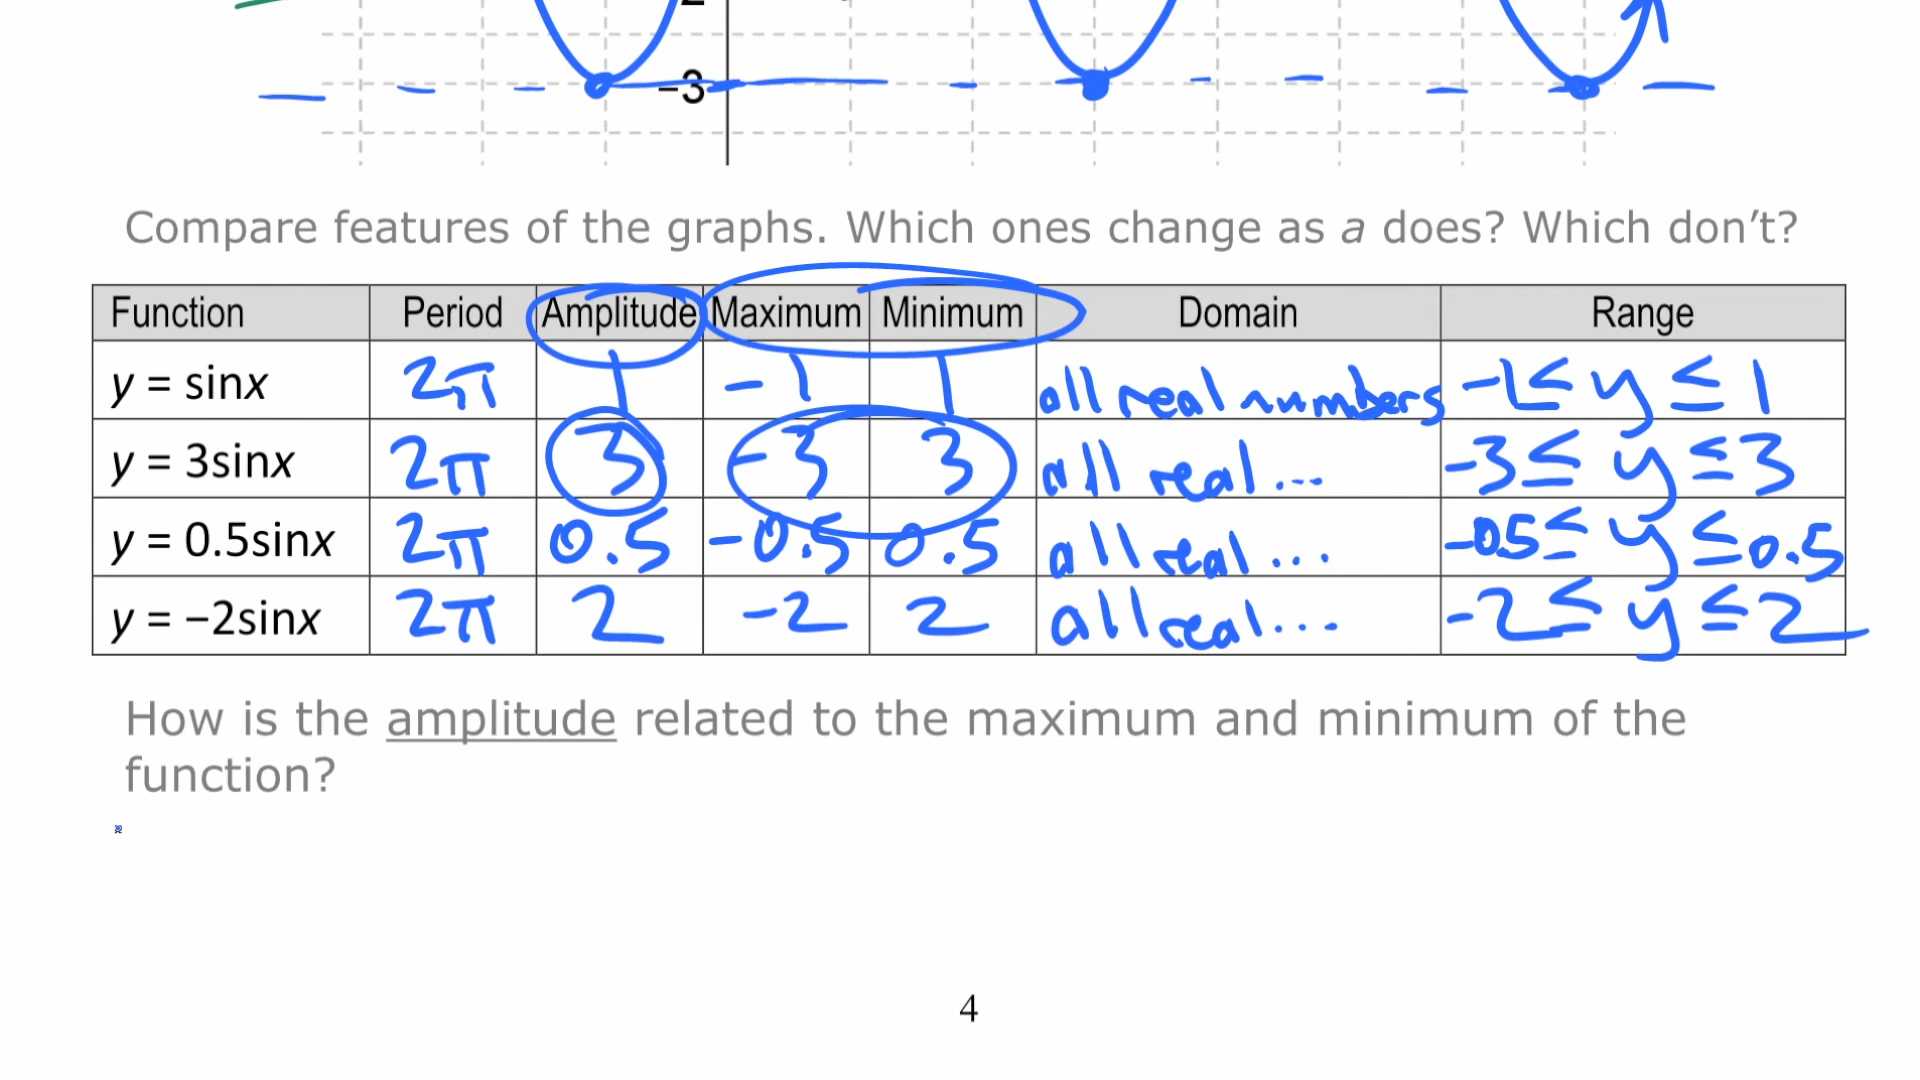 2
−3
Compare features of the graphs. Which ones change as a does? Which don’t?
Function Period Amplitude Maximum Minimum Domain Range
y = sinx 2π 1 -1 1 all real numbers -1 ≤ y ≤ 1
y = 3sinx 2π 3 -3 3 all real... -3 ≤ y ≤ 3
y = 0.5sinx 2π 0.5 -0.5 0.5 all real... -0.5 ≤ y ≤ 0.5
y = −2sinx 2π 2 -2 2 all real... -2 ≤ y ≤ 2
How is the amplitude related to the maximum and minimum of the
function?
4